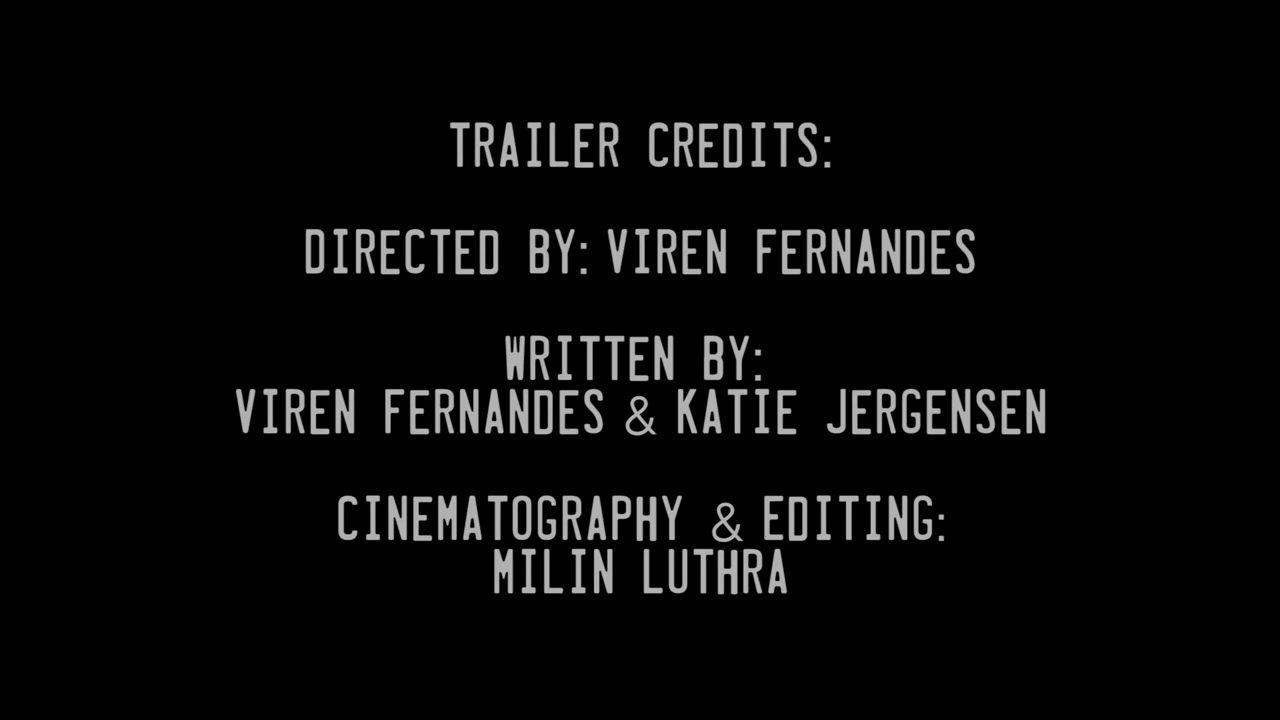 TRAILER CREDITS:
DIRECTED BY: VIREN FERNANDES
WRITTEN BY:
VIREN FERNANDES & KATIE JERGENSEN
CINEMATOGRAPHY & EDITING:
MILIN LUTHRA